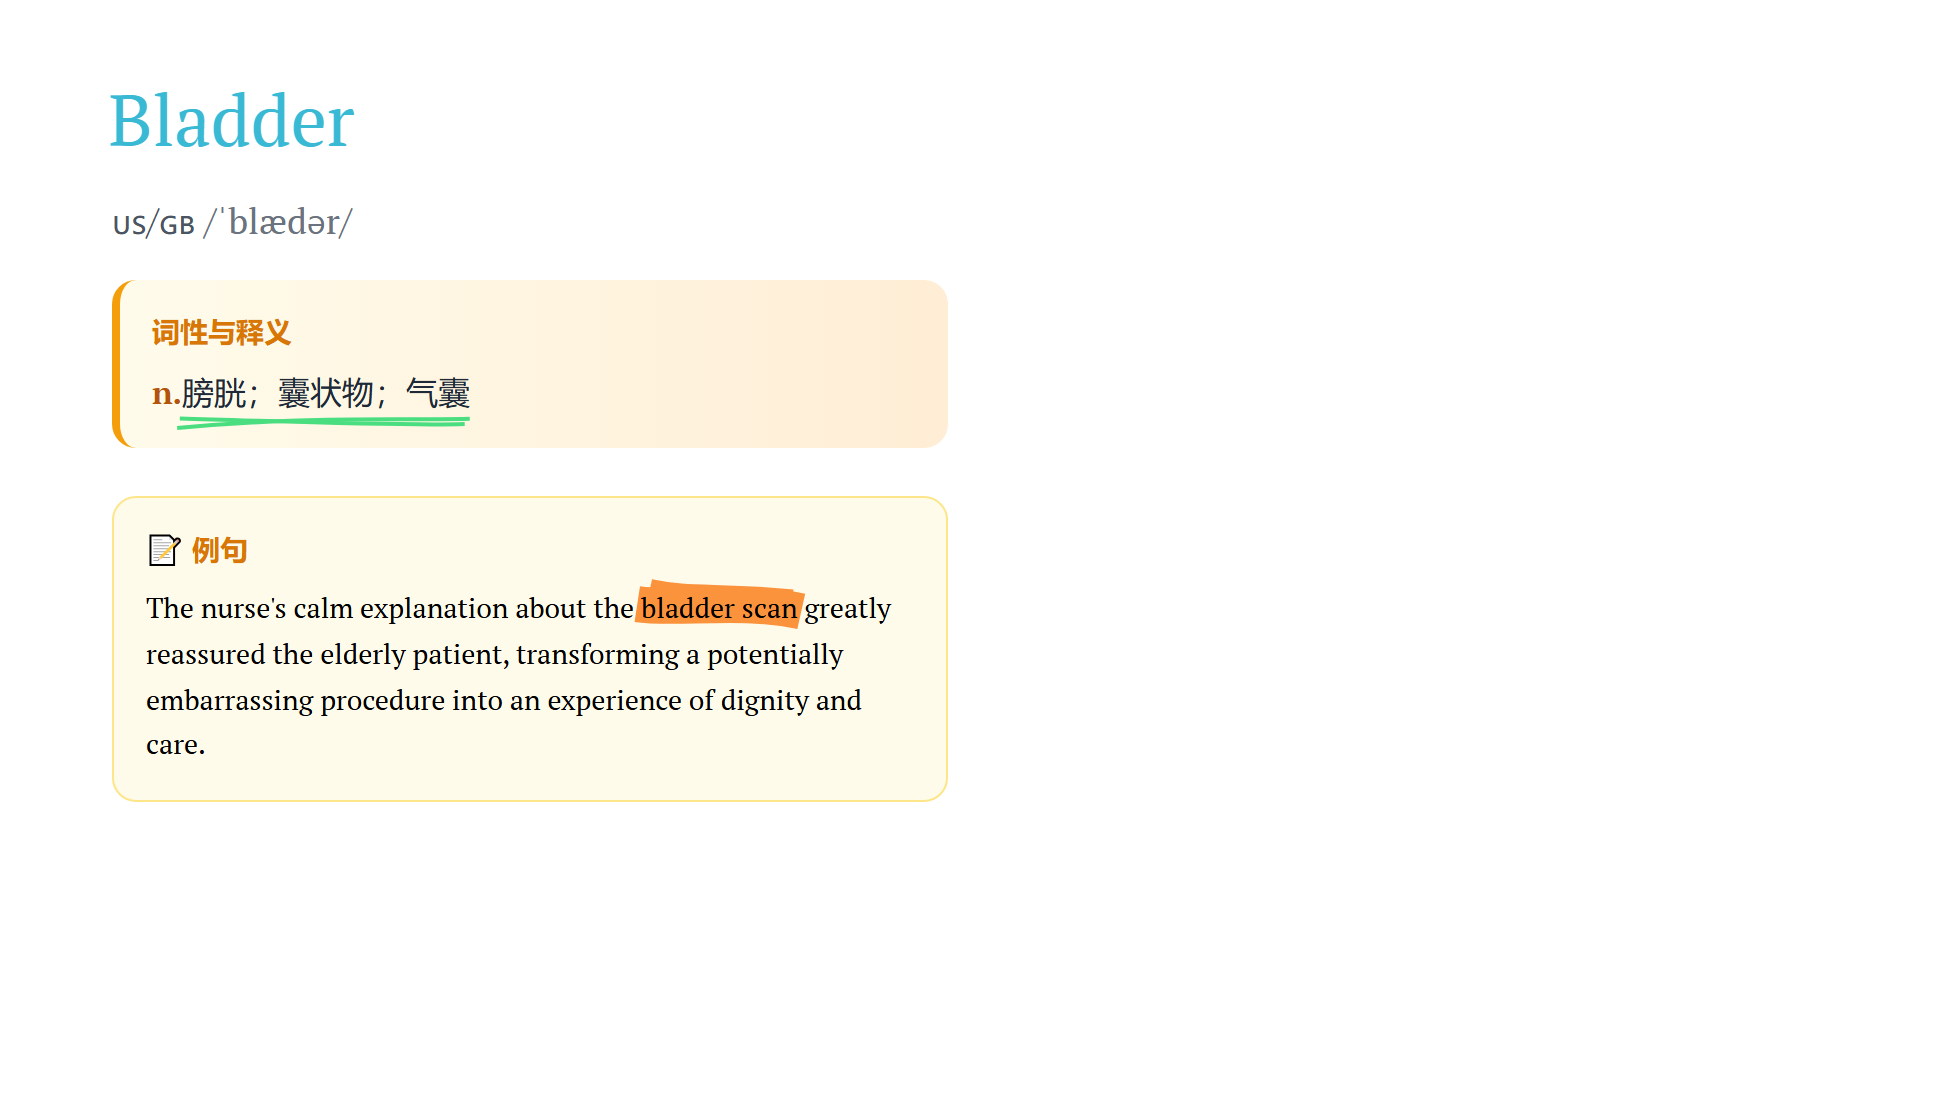 Bladder
US/GB /ˈblædər/
词性与释义
n.膀胱；囊状物；气囊
📝 例句
The nurse's calm explanation about the bladder scan greatly
reassured the elderly patient, transforming a potentially
embarrassing procedure into an experience of dignity and
care.